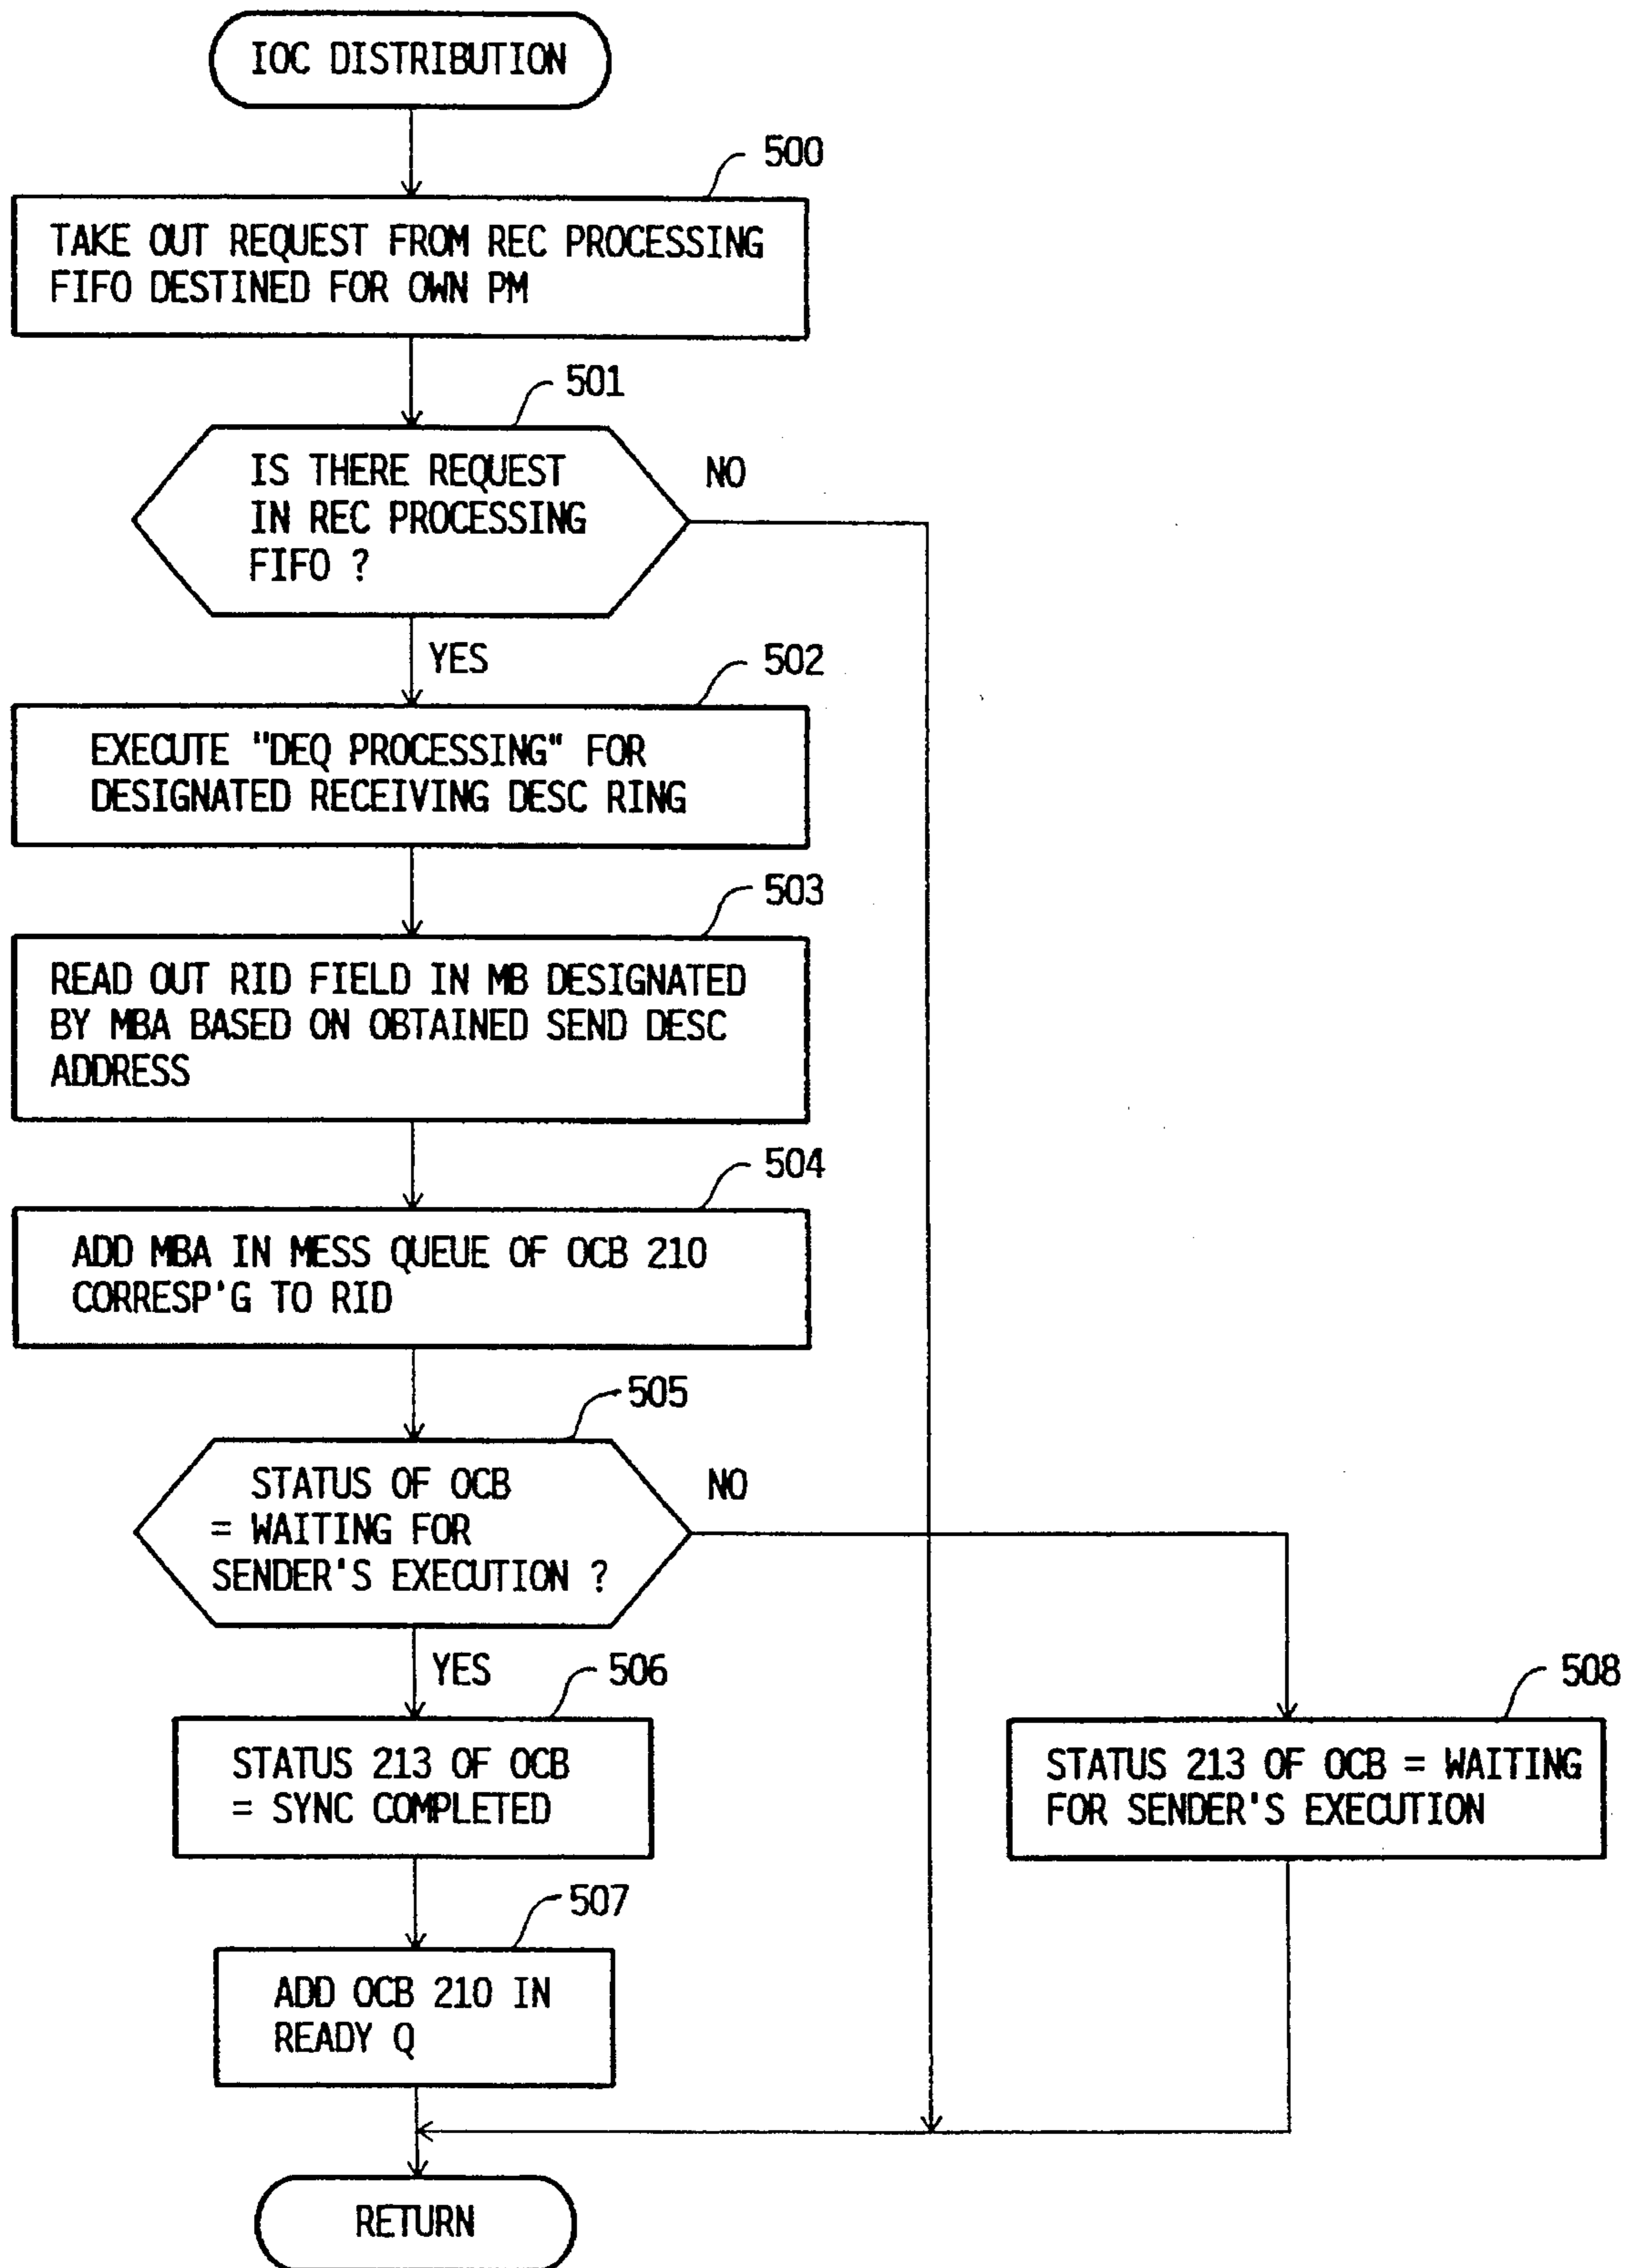 IOC DISTRIBUTION
500
TAKE OUT REQUEST FROM REC PROCESSING
FIFO DESTINED FOR OWN PM
501
IS THERE REQUEST
IN REC PROCESSING
FIFO ?
NO
YES
502
EXECUTE "DEQ PROCESSING" FOR
DESIGNATED RECEIVING DESC RING
503
READ OUT RID FIELD IN MB DESIGNATED
BY MBA BASED ON OBTAINED SEND DESC
ADDRESS
504
ADD MBA IN MESS QUEUE OF OCB 210
CORRESP'G TO RID
505
STATUS OF OCB
= WAITING FOR
SENDER'S EXECUTION ?
NO
YES
506
STATUS 213 OF OCB
= SYNC COMPLETED
508
STATUS 213 OF OCB = WAITING
FOR SENDER'S EXECUTION
507
ADD OCB 210 IN
READY Q
RETURN